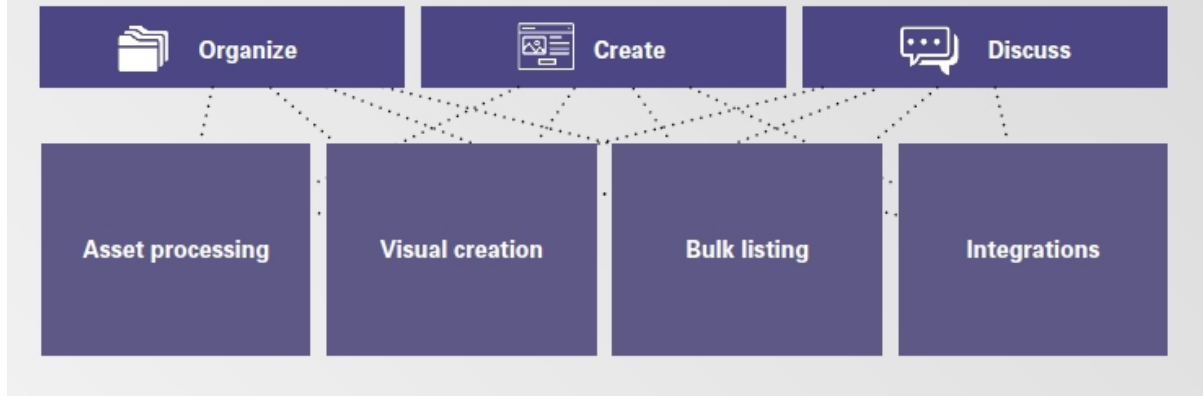 Organize
Create
Discuss
Asset processing
Visual creation
Bulk listing
Integrations